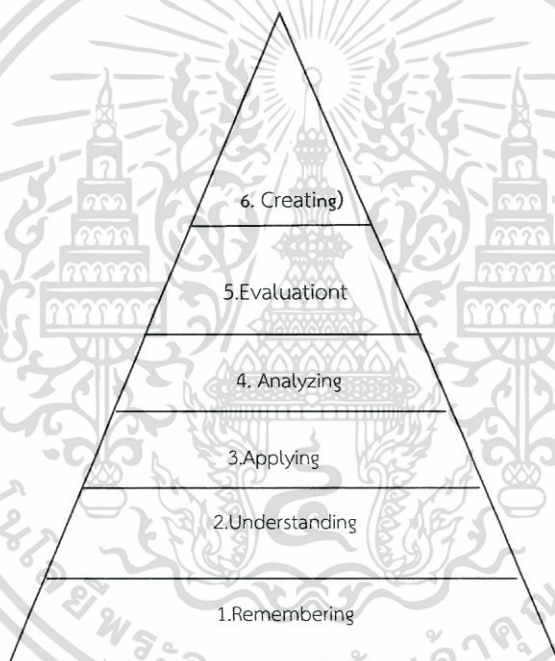 6. Creating)
5.Evaluationt
4. Analyzing
3.Applying
2.Understanding
1.Remembering